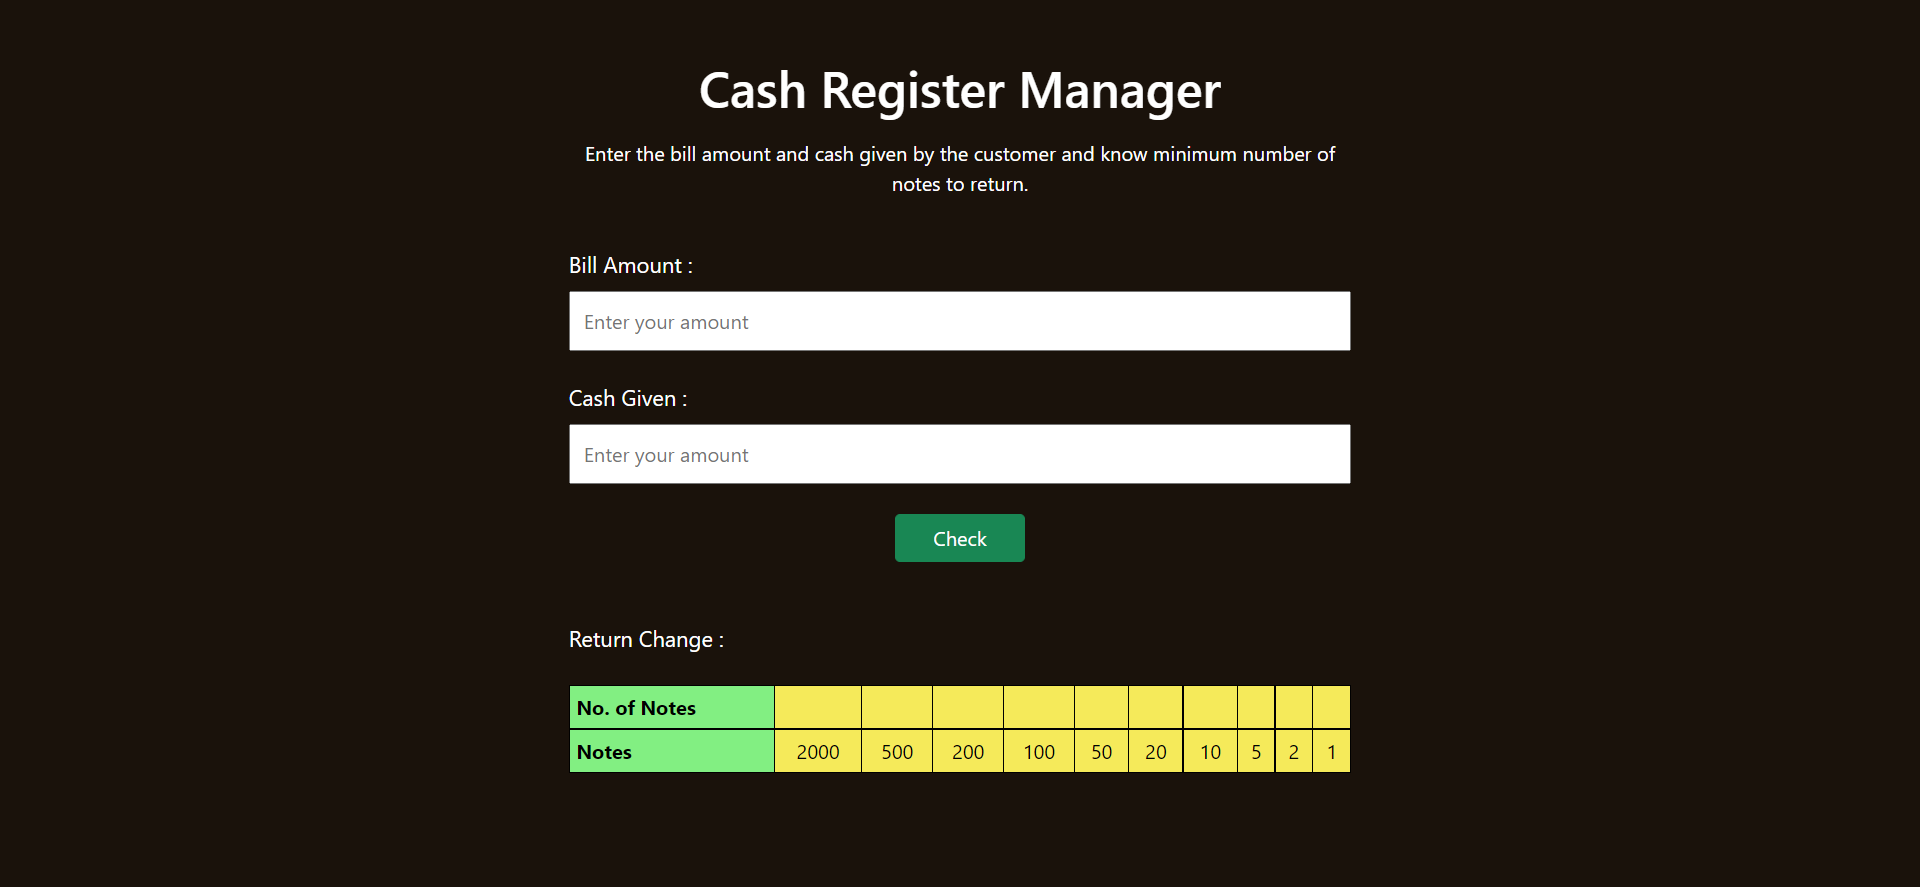 Cash Register Manager
Enter the bill amount and cash given by the customer and know minimum number of
notes to return.
Bill Amount :
Enter your amount
Cash Given :
Enter your amount
Check
Return Change :
No. of Notes
Notes 2000 500 200 100 50 20 10 5 2 1